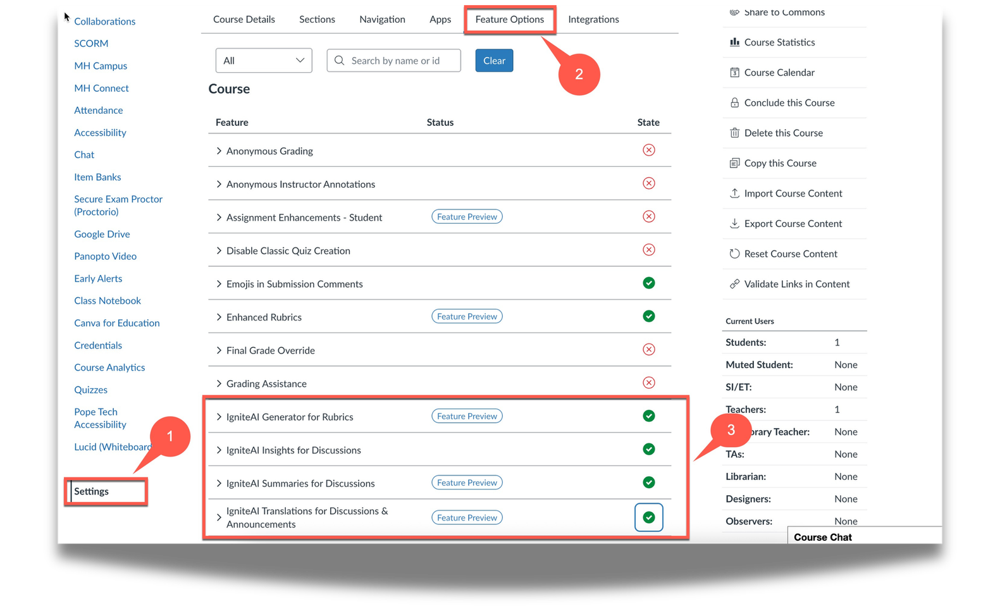 Collaborations
SCORM
MH Campus
MH Connect
Attendance
Accessibility
Chat
Item Banks
Secure Exam Proctor
(Proctorio)
Google Drive
Panopto Video
Early Alerts
Class Notebook
Canva for Education
Credentials
Course Analytics
Quizzes
Pope Tech
Accessibility
Lucid (Whiteboard
1
Settings
Course Details Sections Navigation Apps Feature Options Integrations
2
All Search by name or id Clear
Course
Feature Status State
Anonymous Grading
Anonymous Instructor Annotations
Assignment Enhancements - Student Feature Preview
Disable Classic Quiz Creation
Emojis in Submission Comments
Enhanced Rubrics Feature Preview
Final Grade Override
Grading Assistance
IgniteAI Generator for Rubrics Feature Preview
IgniteAI Insights for Discussions
IgniteAI Summaries for Discussions Feature Preview
IgniteAI Translations for Discussions &
Announcements Feature Preview
3
Share to Commons
Course Statistics
Course Calendar
Conclude this Course
Delete this Course
Copy this Course
Import Course Content
Export Course Content
Reset Course Content
Validate Links in Content
Current Users
Students: 1
Muted Student: None
SI/ET: None
Teachers: 1
Teacher: None
TAs: None
Librarian: None
Designers: None
Observers: None
Course Chat